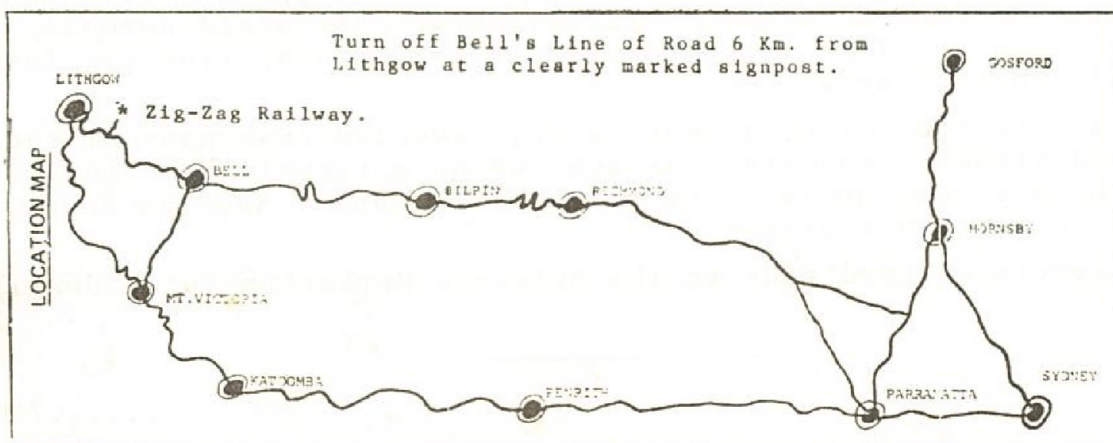 Turn off Bell's Line of Road 6 Km. from
Lithgow at a clearly marked signpost.
GOSFORD
LITHGOW
* Zig-Zag Railway.
LOCATION MAP
BELL
BILPIN
RICHMOND
HORNSBY
MT.VICTORIA
KATOOMBA
PENRITH
PARRAMATTA
SYDNEY